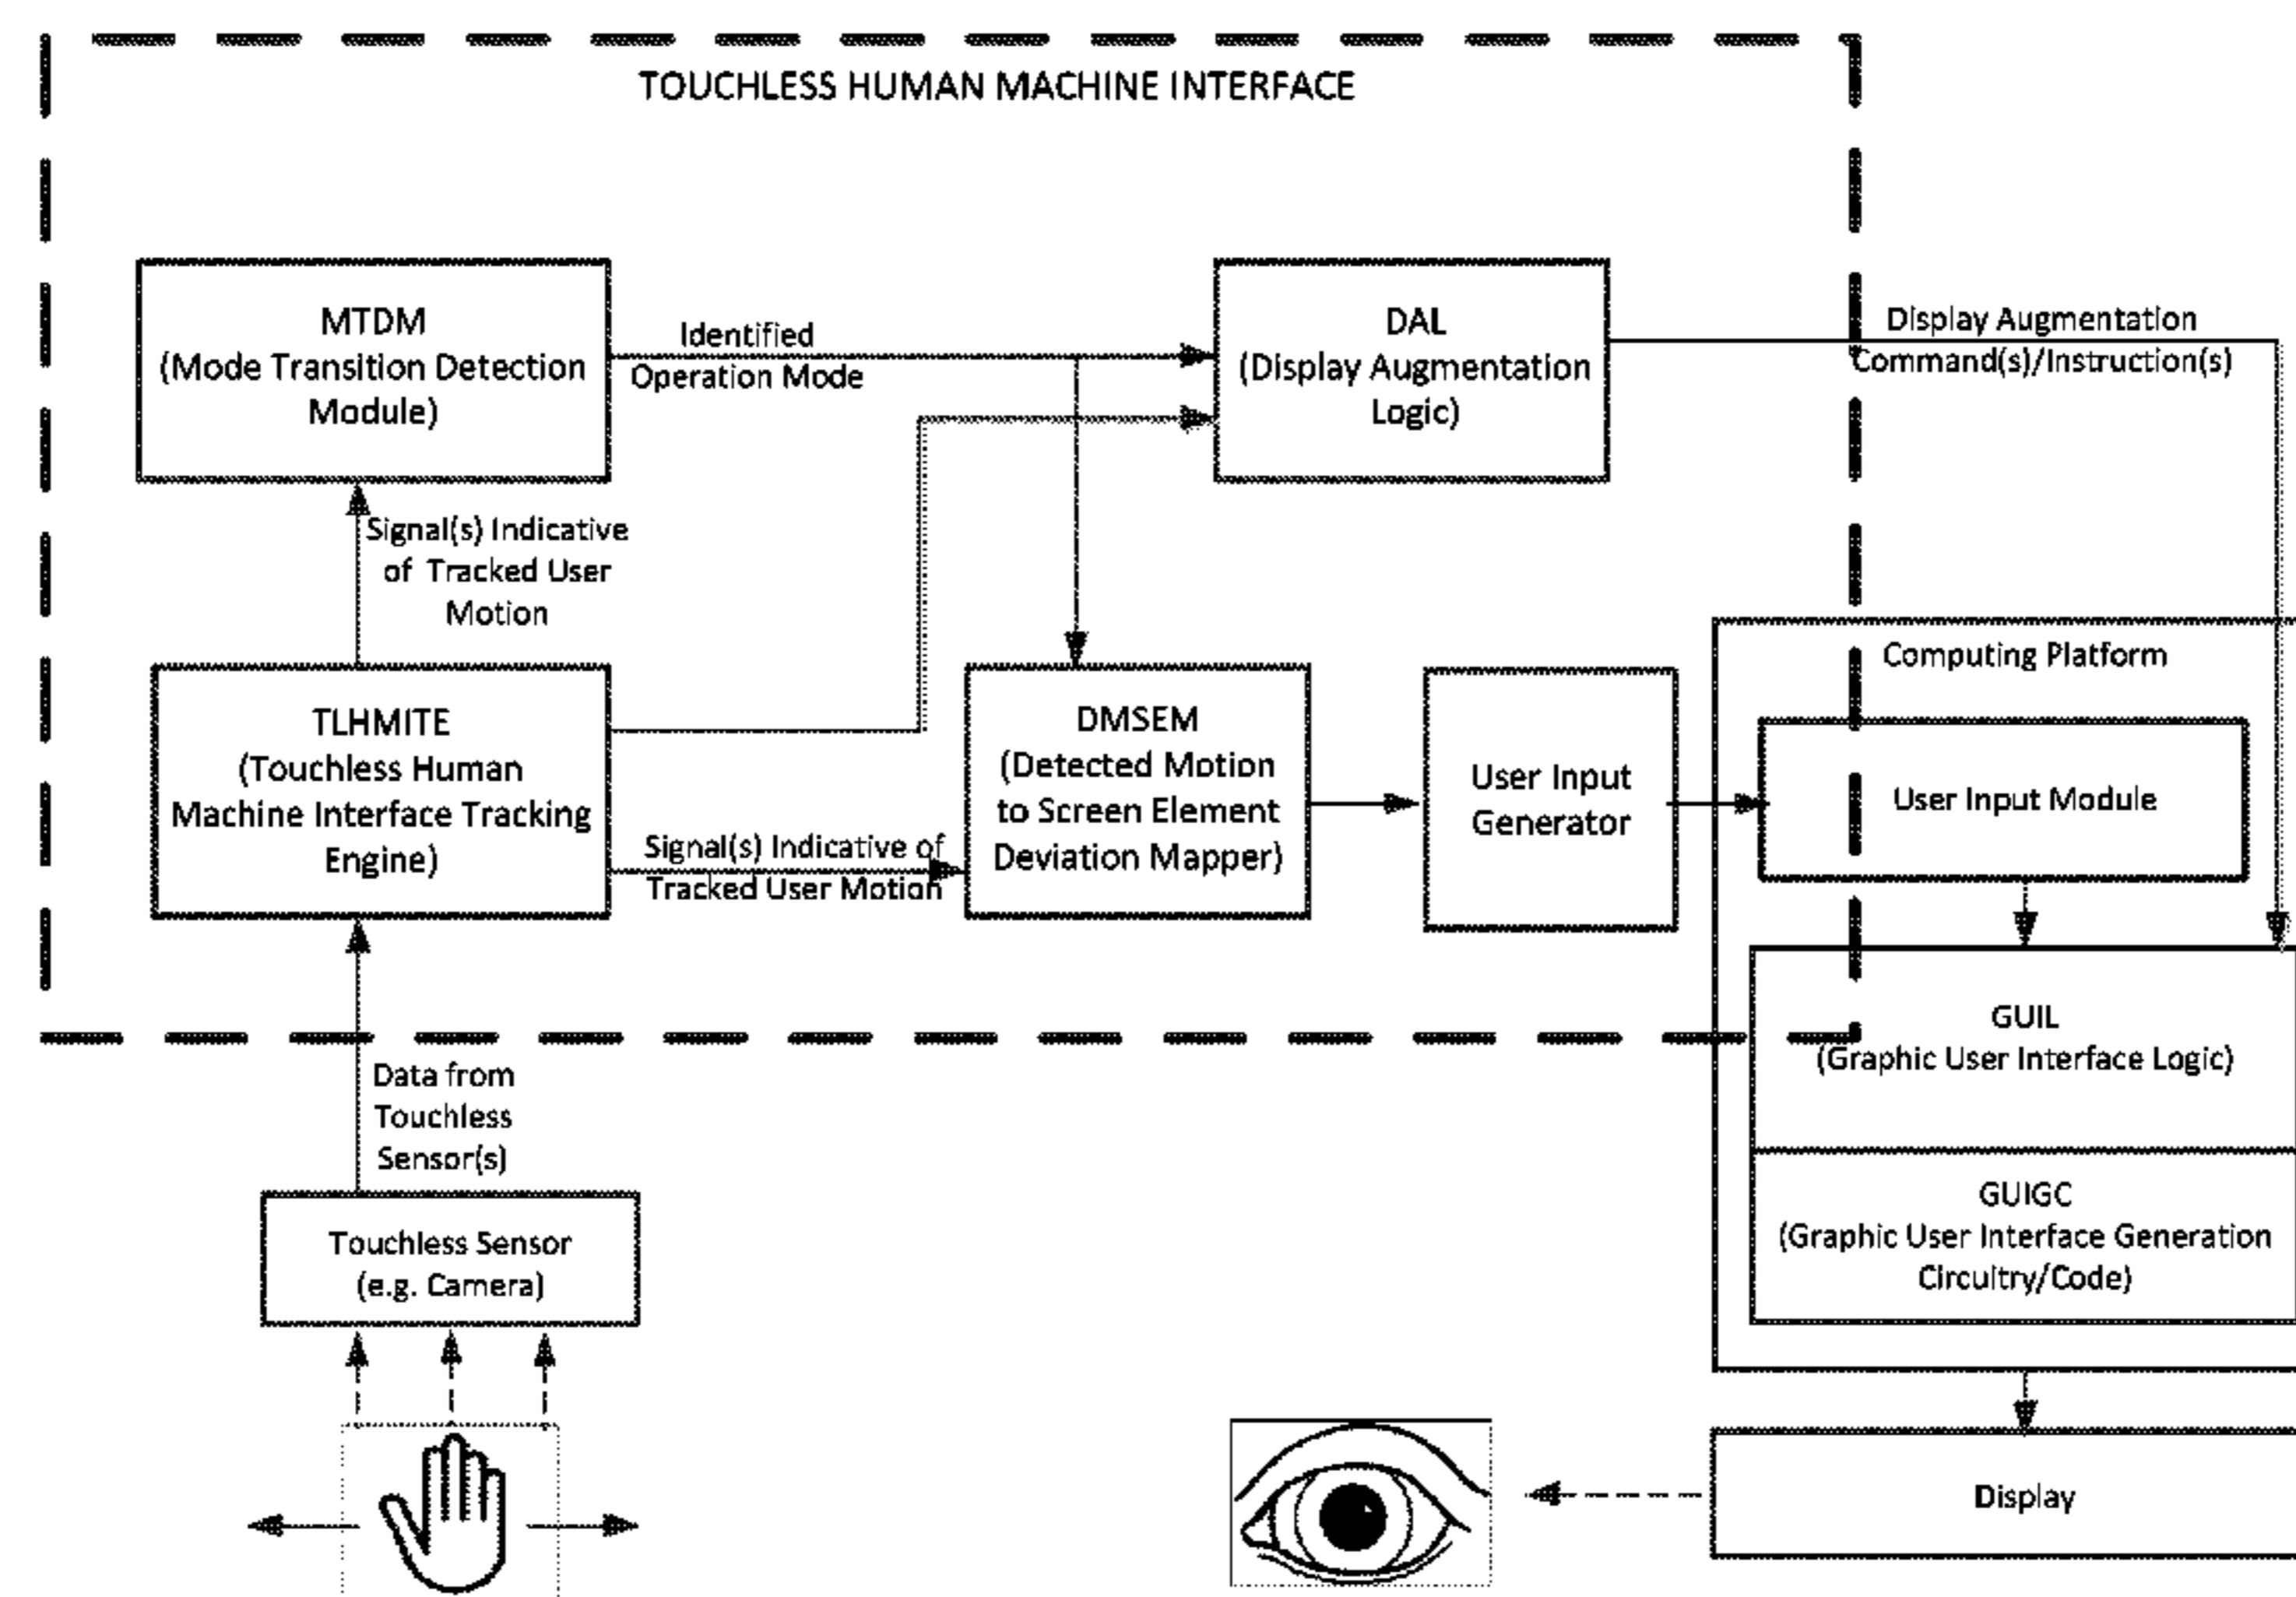 TOUCHLESS HUMAN MACHINE INTERFACE
MTDM
(Mode Transition Detection
Module)
Identified
Operation Mode
DAL
(Display Augmentation
Logic)
Display Augmentation
Command(s)/Instruction(s)
Signal(s) Indicative
of Tracked User
Motion
Computing Platform
TLHMITE
(Touchless Human
Machine Interface Tracking
Engine)
Signal(s) Indicative of
Tracked User Motion
DMSEM
(Detected Motion
to Screen Element
Deviation Mapper)
User Input
Generator
User Input Module
GUIL
(Graphic User Interface Logic)
Data from
Touchless
Sensor(s)
GUIGC
(Graphic User Interface Generation
Circuitry/Code)
Touchless Sensor
(e.g. Camera)
Display